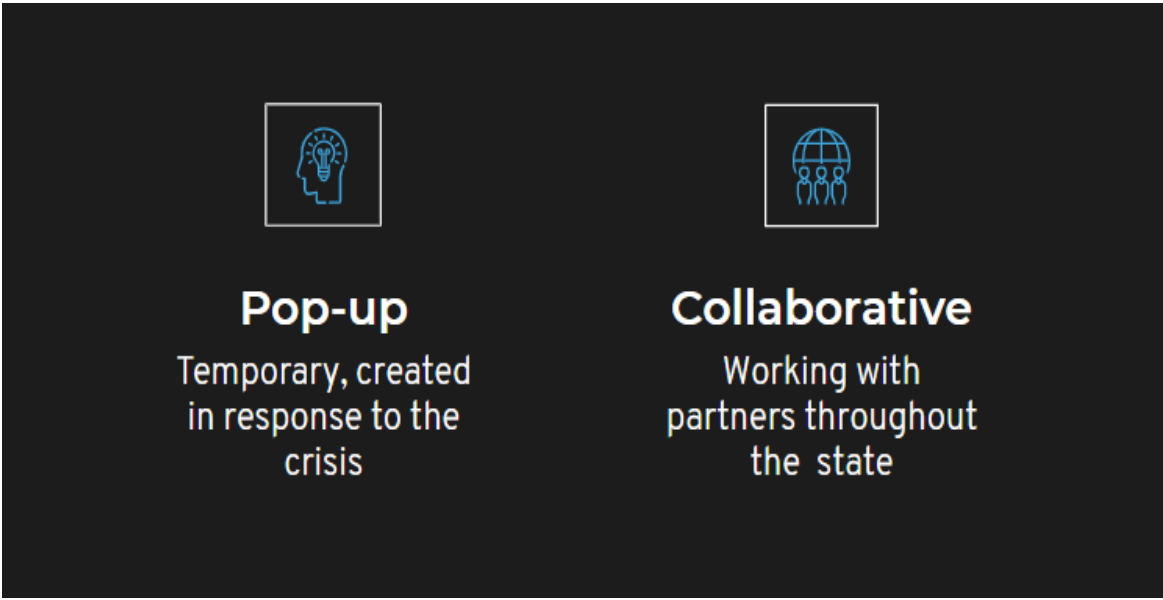 Pop-up
Temporary, created
in response to the
crisis
Collaborative
Working with
partners throughout
the state